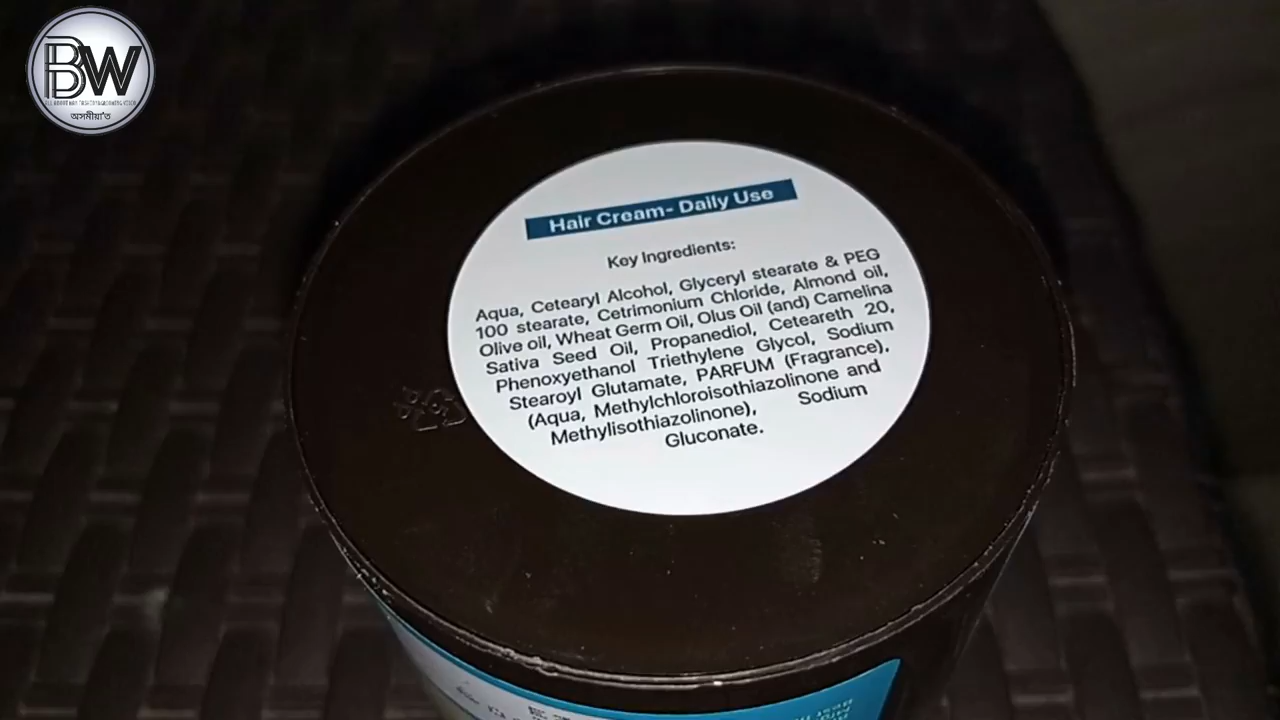 BW
অসমীয়া'ত
Hair Cream- Daily Use
Key Ingredients:
Aqua, Cetearyl Alcohol, Glyceryl stearate & PEG
100 stearate, Cetrimonium Chloride, Almond oil,
Olive oil, Wheat Germ Oil, Olus Oil (and) Camelina
Sativa Seed Oil, Propanediol, Ceteareth 20,
Phenoxyethanol Triethylene Glycol, Sodium
Stearoyl Glutamate, PARFUM (Fragrance).
(Aqua, Methylchloroisothiazolinone and
Methylisothiazolinone), Sodium
Gluconate.